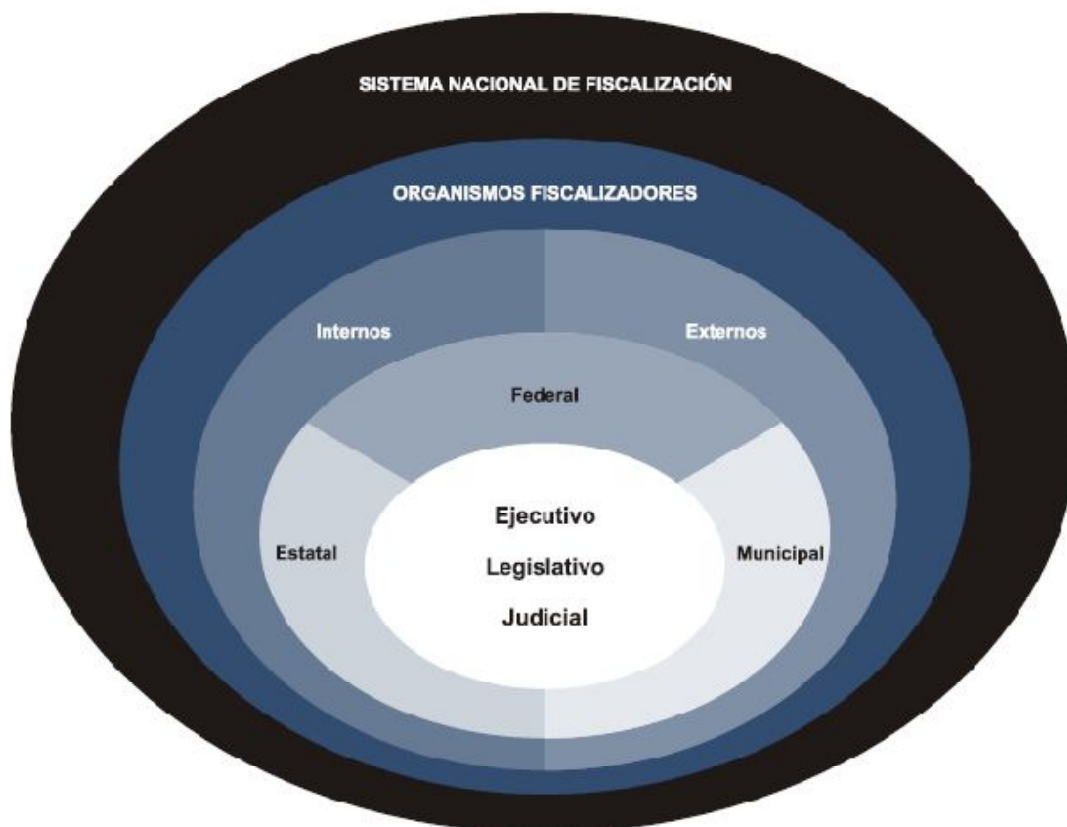 SISTEMA NACIONAL DE FISCALIZACIÓN
ORGANISMOS FISCALIZADORES
Internos
Externos
Federal
Ejecutivo
Legislativo
Estatal
Municipal
Judicial